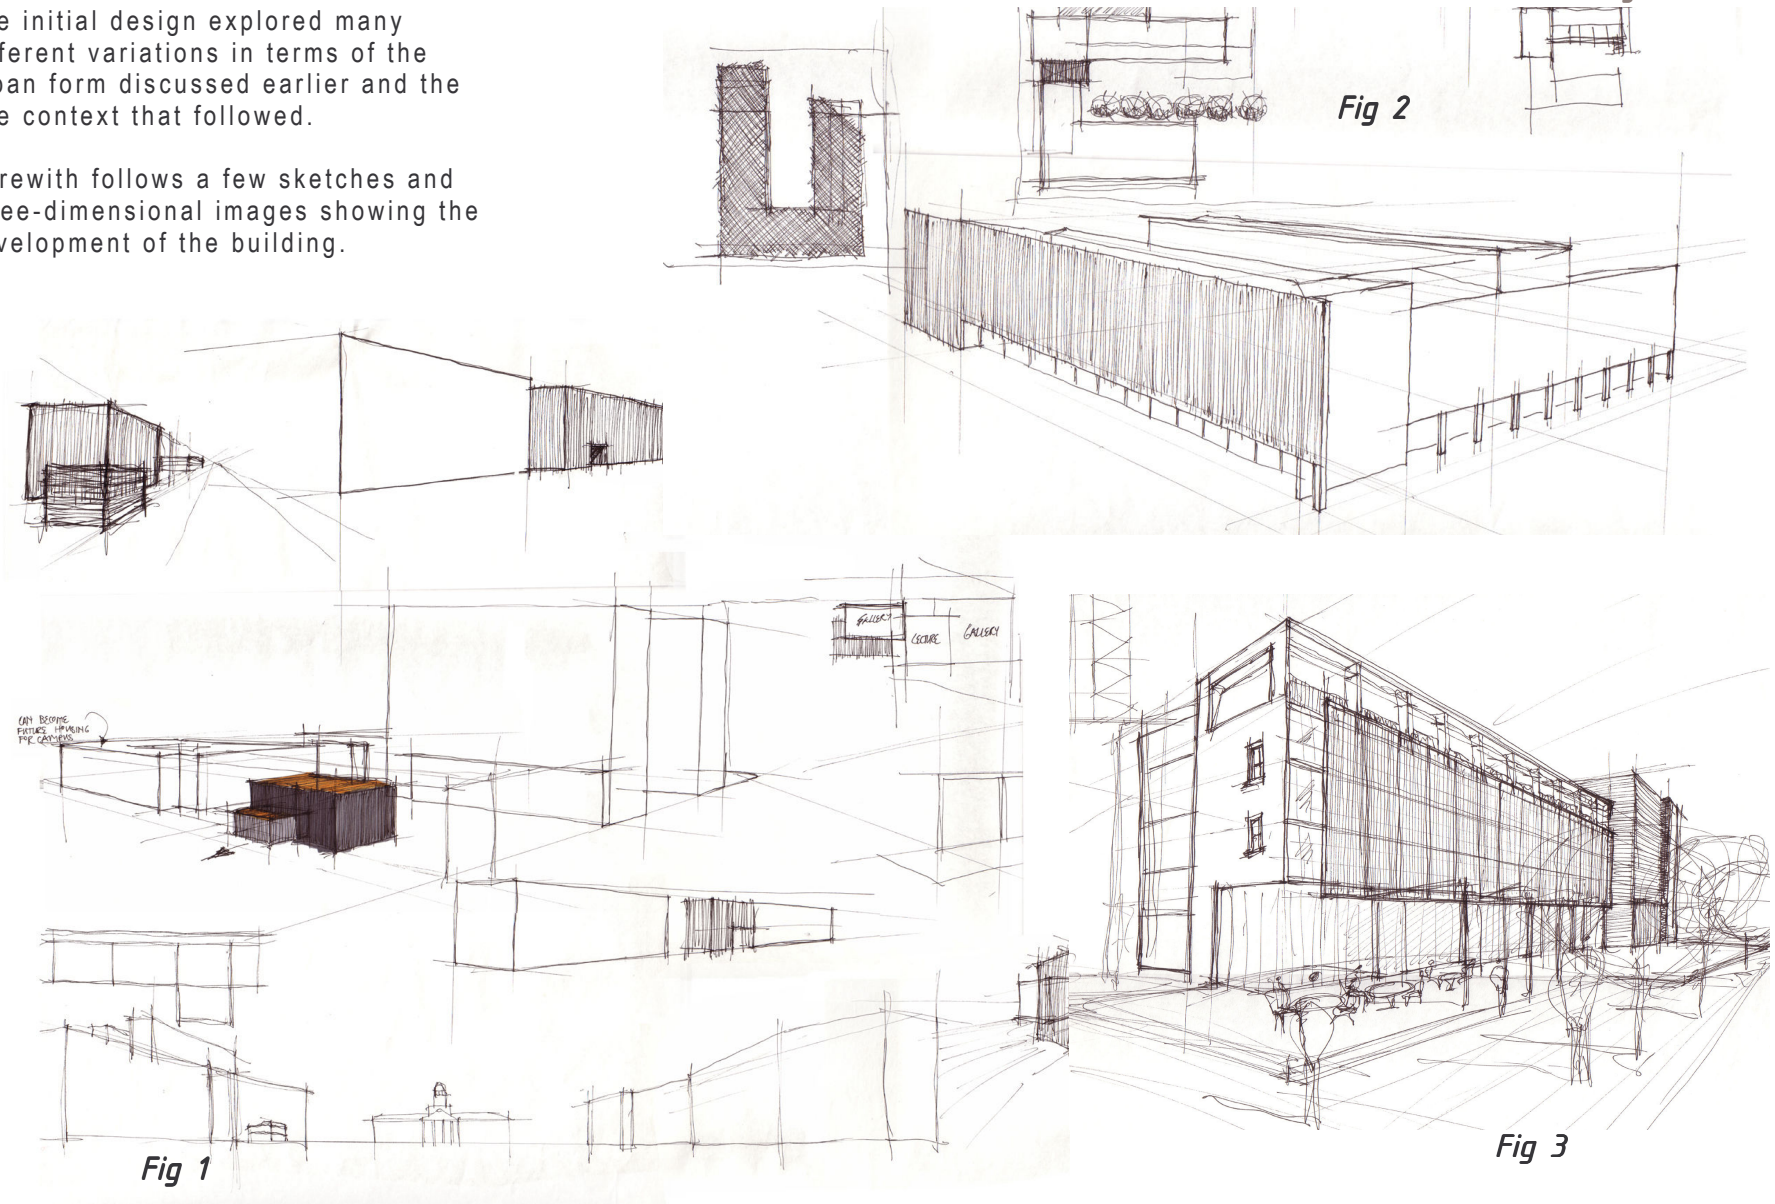 e initial design explored many
ferent variations in terms of the
ban form discussed earlier and the
e context that followed.
rewith follows a few sketches and
ee-dimensional images showing the
velopment of the building.
Fig 2
GALLERY
LECTURE
GALLERY
CAN BECOME
FUTURE HOUSING
FOR CAMPUS
Fig 1
Fig 3